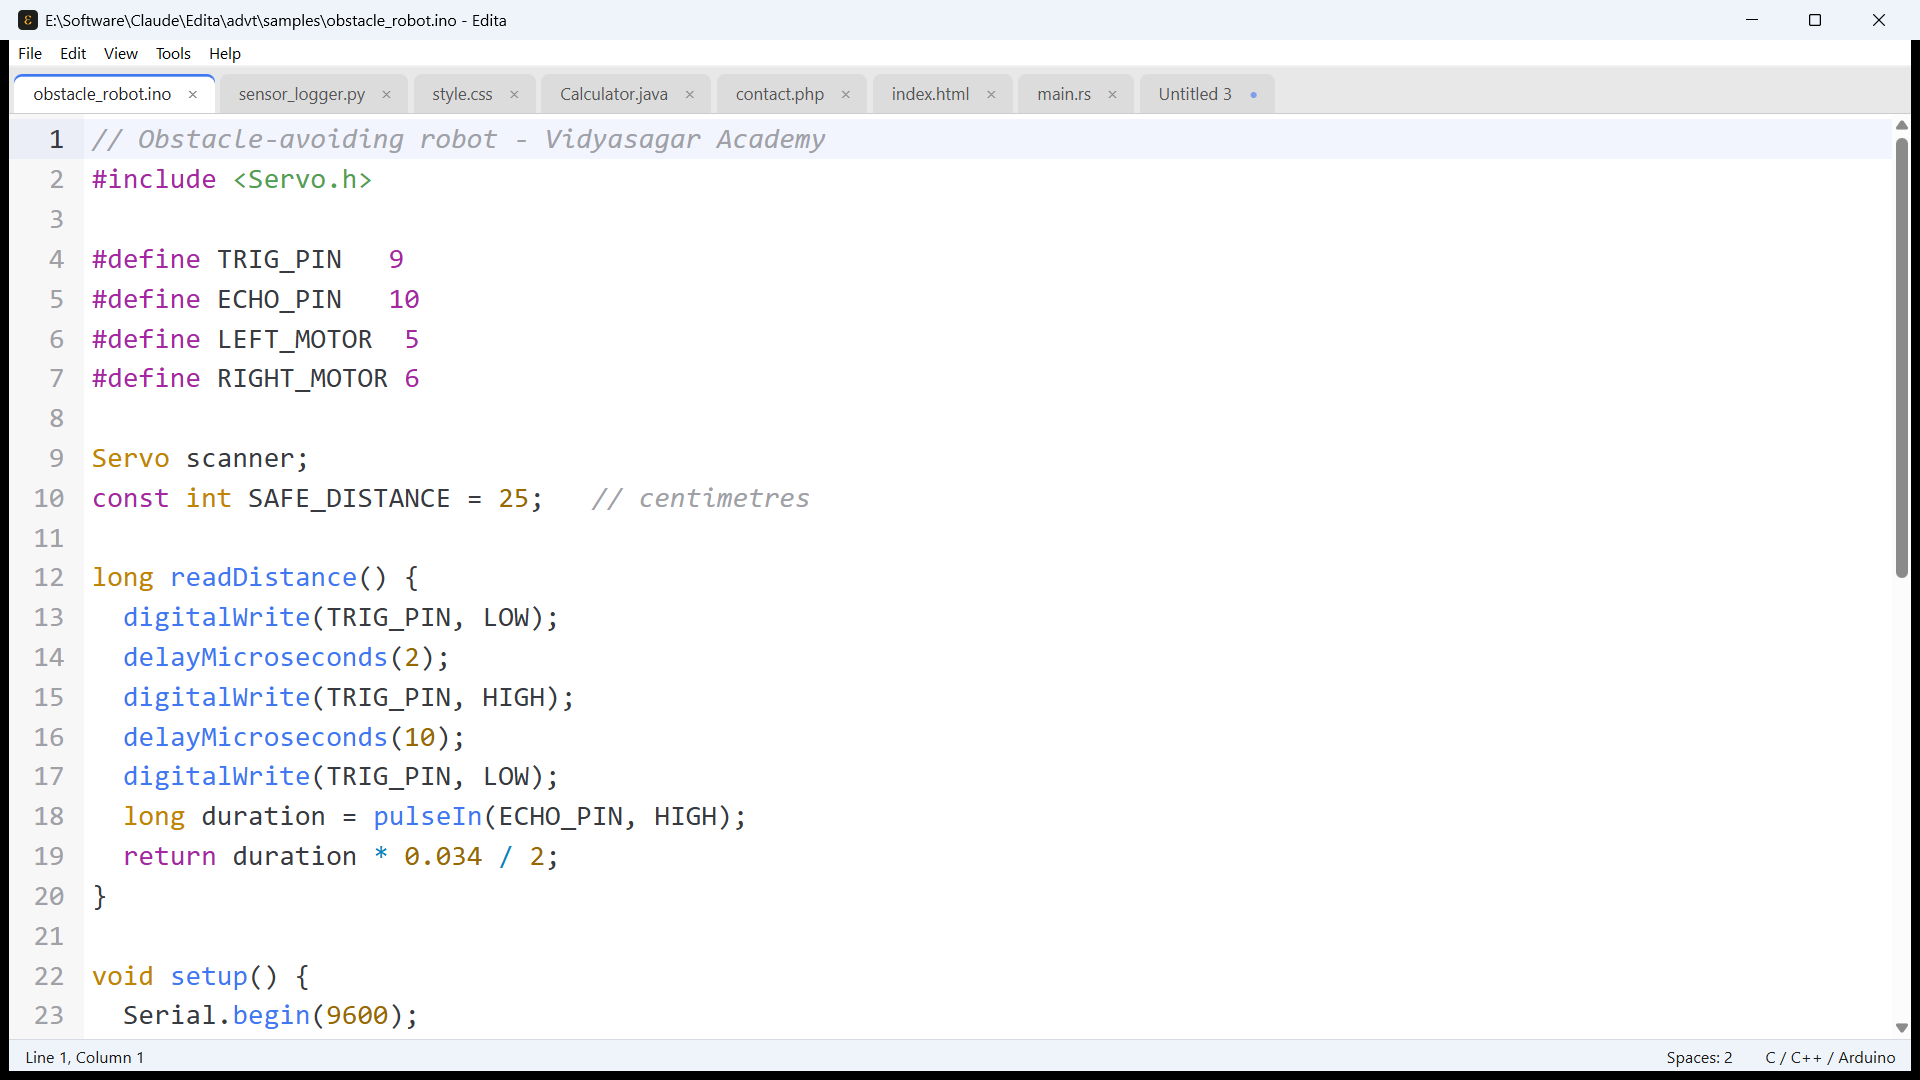 E:\Software\Claude\Edita\advt\samples\obstacle_robot.ino - Edita
File Edit View Tools Help
obstacle_robot.ino × sensor_logger.py × style.css × Calculator.java × contact.php × index.html × main.rs × Untitled 3 •
1 // Obstacle-avoiding robot - Vidyasagar Academy
2 #include <Servo.h>
3
4 #define TRIG_PIN   9
5 #define ECHO_PIN   10
6 #define LEFT_MOTOR  5
7 #define RIGHT_MOTOR 6
8
9 Servo scanner;
10 const int SAFE_DISTANCE = 25;   // centimetres
11
12 long readDistance() {
13   digitalWrite(TRIG_PIN, LOW);
14   delayMicroseconds(2);
15   digitalWrite(TRIG_PIN, HIGH);
16   delayMicroseconds(10);
17   digitalWrite(TRIG_PIN, LOW);
18   long duration = pulseIn(ECHO_PIN, HIGH);
19   return duration * 0.034 / 2;
20 }
21
22 void setup() {
23   Serial.begin(9600);
Line 1, Column 1 Spaces: 2 C / C++ / Arduino